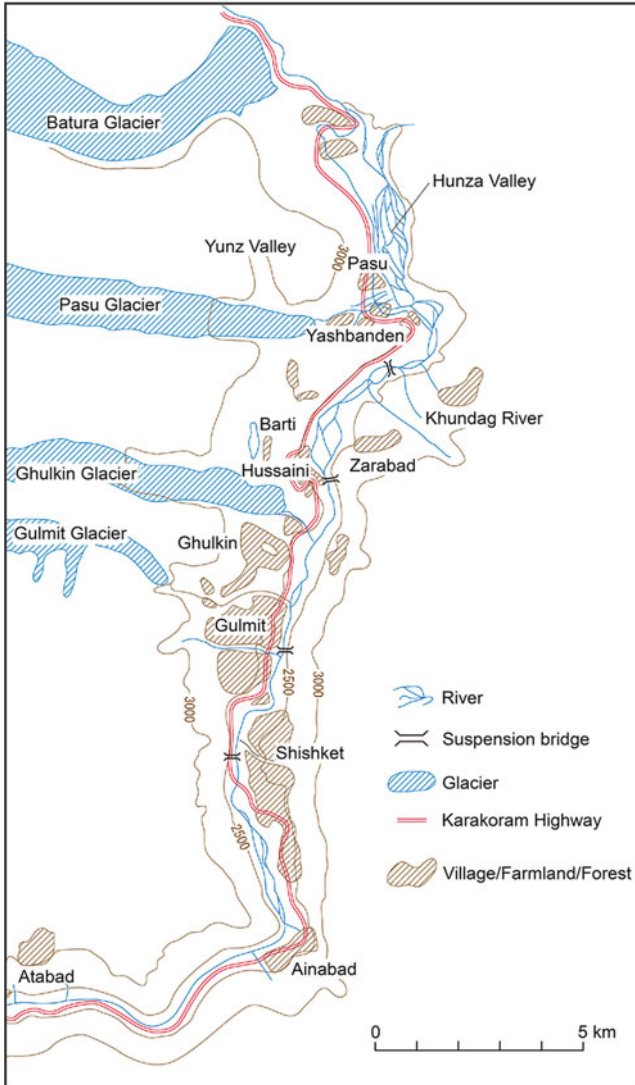 Batura Glacier
Hunza Valley
Yunz Valley
3000
Pasu
Pasu Glacier
Yashbanden
Khundag River
Barti
Hussaini
Zarabad
Ghulkin Glacier
Gulmit Glacier
Ghulkin
Gulmit
3000
2500
3000
River
Suspension bridge
Shishket
2500
Glacier
Karakoram Highway
Village/Farmland/Forest
Atabad
Ainabad
0 5 km